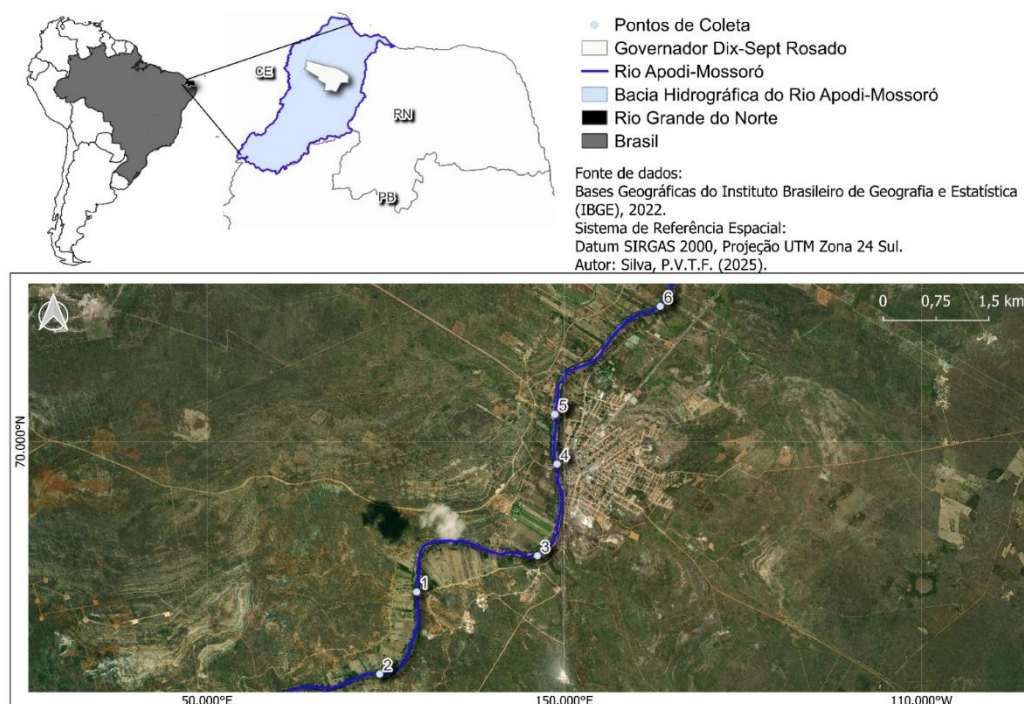 Pontos de Coleta
Governador Dix-Sept Rosado
Rio Apodi-Mossoró
Bacia Hidrográfica do Rio Apodi-Mossoró
Rio Grande do Norte
Brasil
CE
RN
PB
Fonte de dados:
Bases Geográficas do Instituto Brasileiro de Geografia e Estatística
(IBGE), 2022.
Sistema de Referência Espacial:
Datum SIRGAS 2000, Projeção UTM Zona 24 Sul.
Autor: Silva, P.V.T.F. (2025).
6
0 0,75 1,5 km
5
70.000°N
4
3
1
2
50.000°E 150.000°E 110.000°W